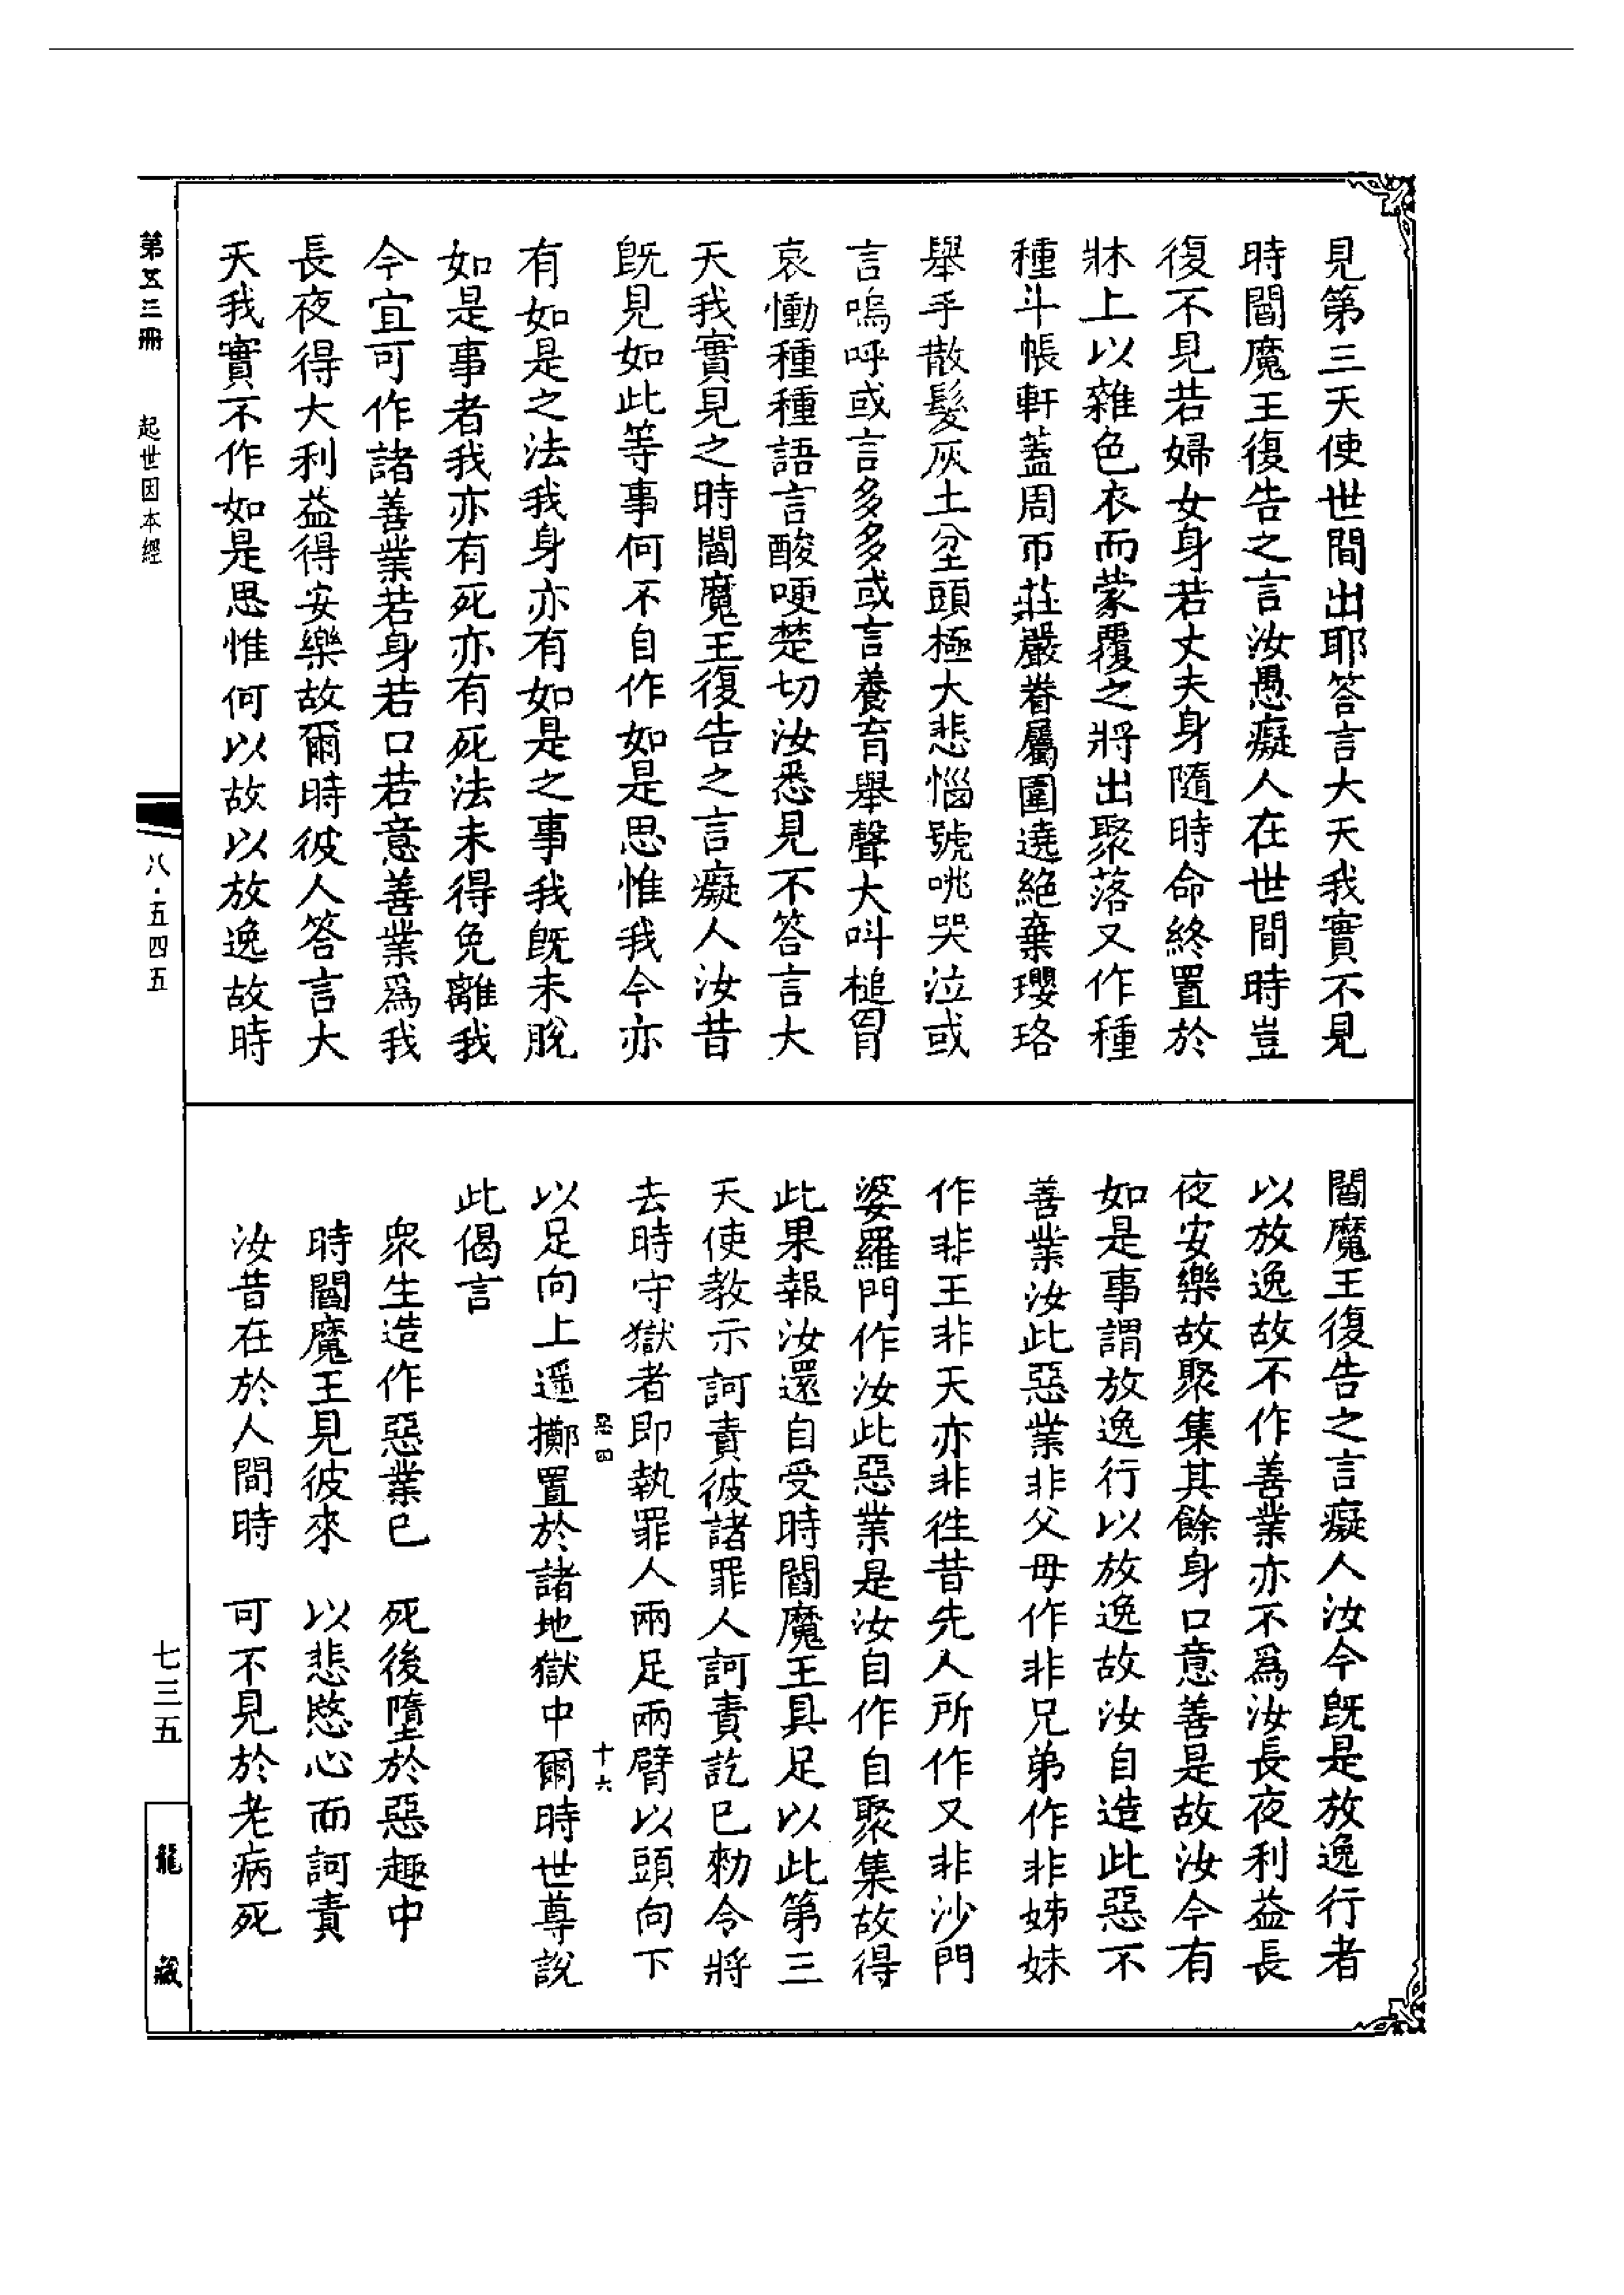 見第三天使世間出耶答言大天我實不見
時閻魔王復告之言汝愚癡人在世間時豈
復不見若婦女身若丈夫身隨時命終置於
牀上以雜色衣而蒙覆之將出聚落又作種
種斗帳軒蓋周帀莊嚴眷屬圍遶絕棄瓔珞
舉手散髮灰土坌頭極大悲惱號咷哭泣或
言嗚呼或言多多或言養育舉聲大叫槌胷
哀慟種種語言酸哽楚切汝悉見不答言大
天我實見之時閻魔王復告之言癡人汝昔
旣見如此等事何不自作如是思惟我今亦
有如是之法我身亦有如是之事我旣未脫
如是事者我亦有死亦有死法未得免離我
今宜可作諸善業若身若口若意善業爲我
長夜得大利益得安樂故爾時彼人答言大
天我實不作如是思惟何以故以放逸故時
閻魔王復告之言癡人汝今旣是放逸行者
以放逸故不作善業亦不爲汝長夜利益長
夜安樂故聚集其餘身口意善是故汝今有
如是事謂放逸行以放逸故汝自造此惡不
善業汝此惡業非父母作非兄弟作非姊妹
作非王非天亦非徃昔先人所作又非沙門
婆羅門作汝此惡業是汝自作自聚集故得
此果報汝還自受時閻魔王具足以此第三
天使教示訶責彼諸罪人訶責訖已勑令將
去時守獄者即執罪人兩足兩臂以頭向下
惡四 十六
以足向上遥擲置於諸地獄中爾時世尊說
此偈言
衆生造作惡業已 死後墮於惡趣中
時閻魔王見彼來 以悲愍心而訶責
汝昔在於人間時 可不見於老病死
第五三冊 起世因本經
八·五四五
七三五
龍藏